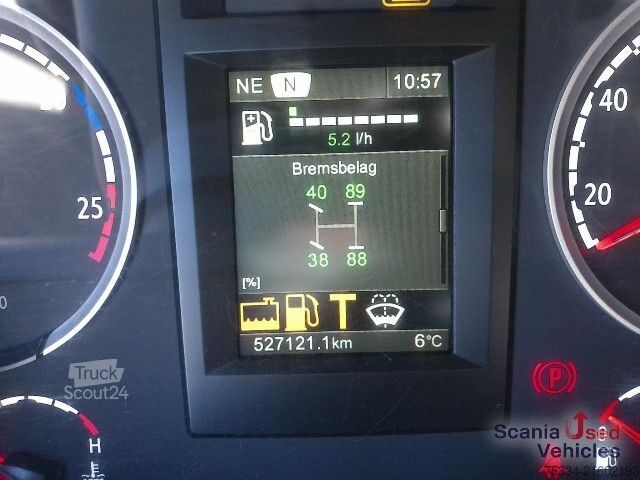 NE N 10:57
5.2 l/h
Bremsbelag
40 89
38 88
[%]
T
527121.1km 6°C
25
0
40
20
H
P
Truck
Scout24
Scania Used
Vehicles